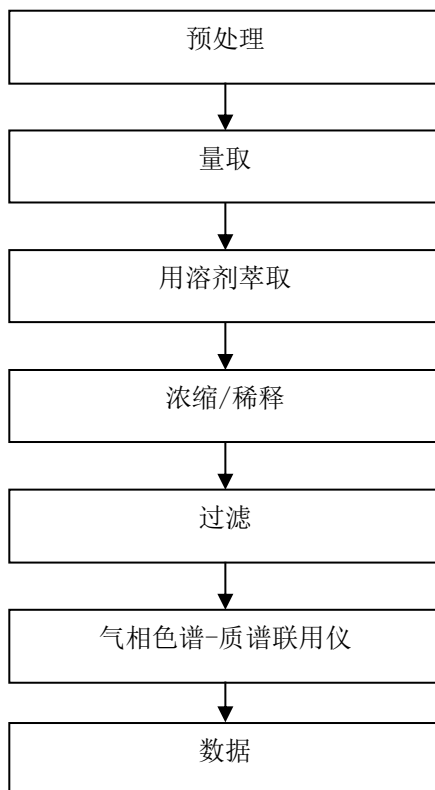 预处理
量取
用溶剂萃取
浓缩/稀释
过滤
气相色谱-质谱联用仪
数据